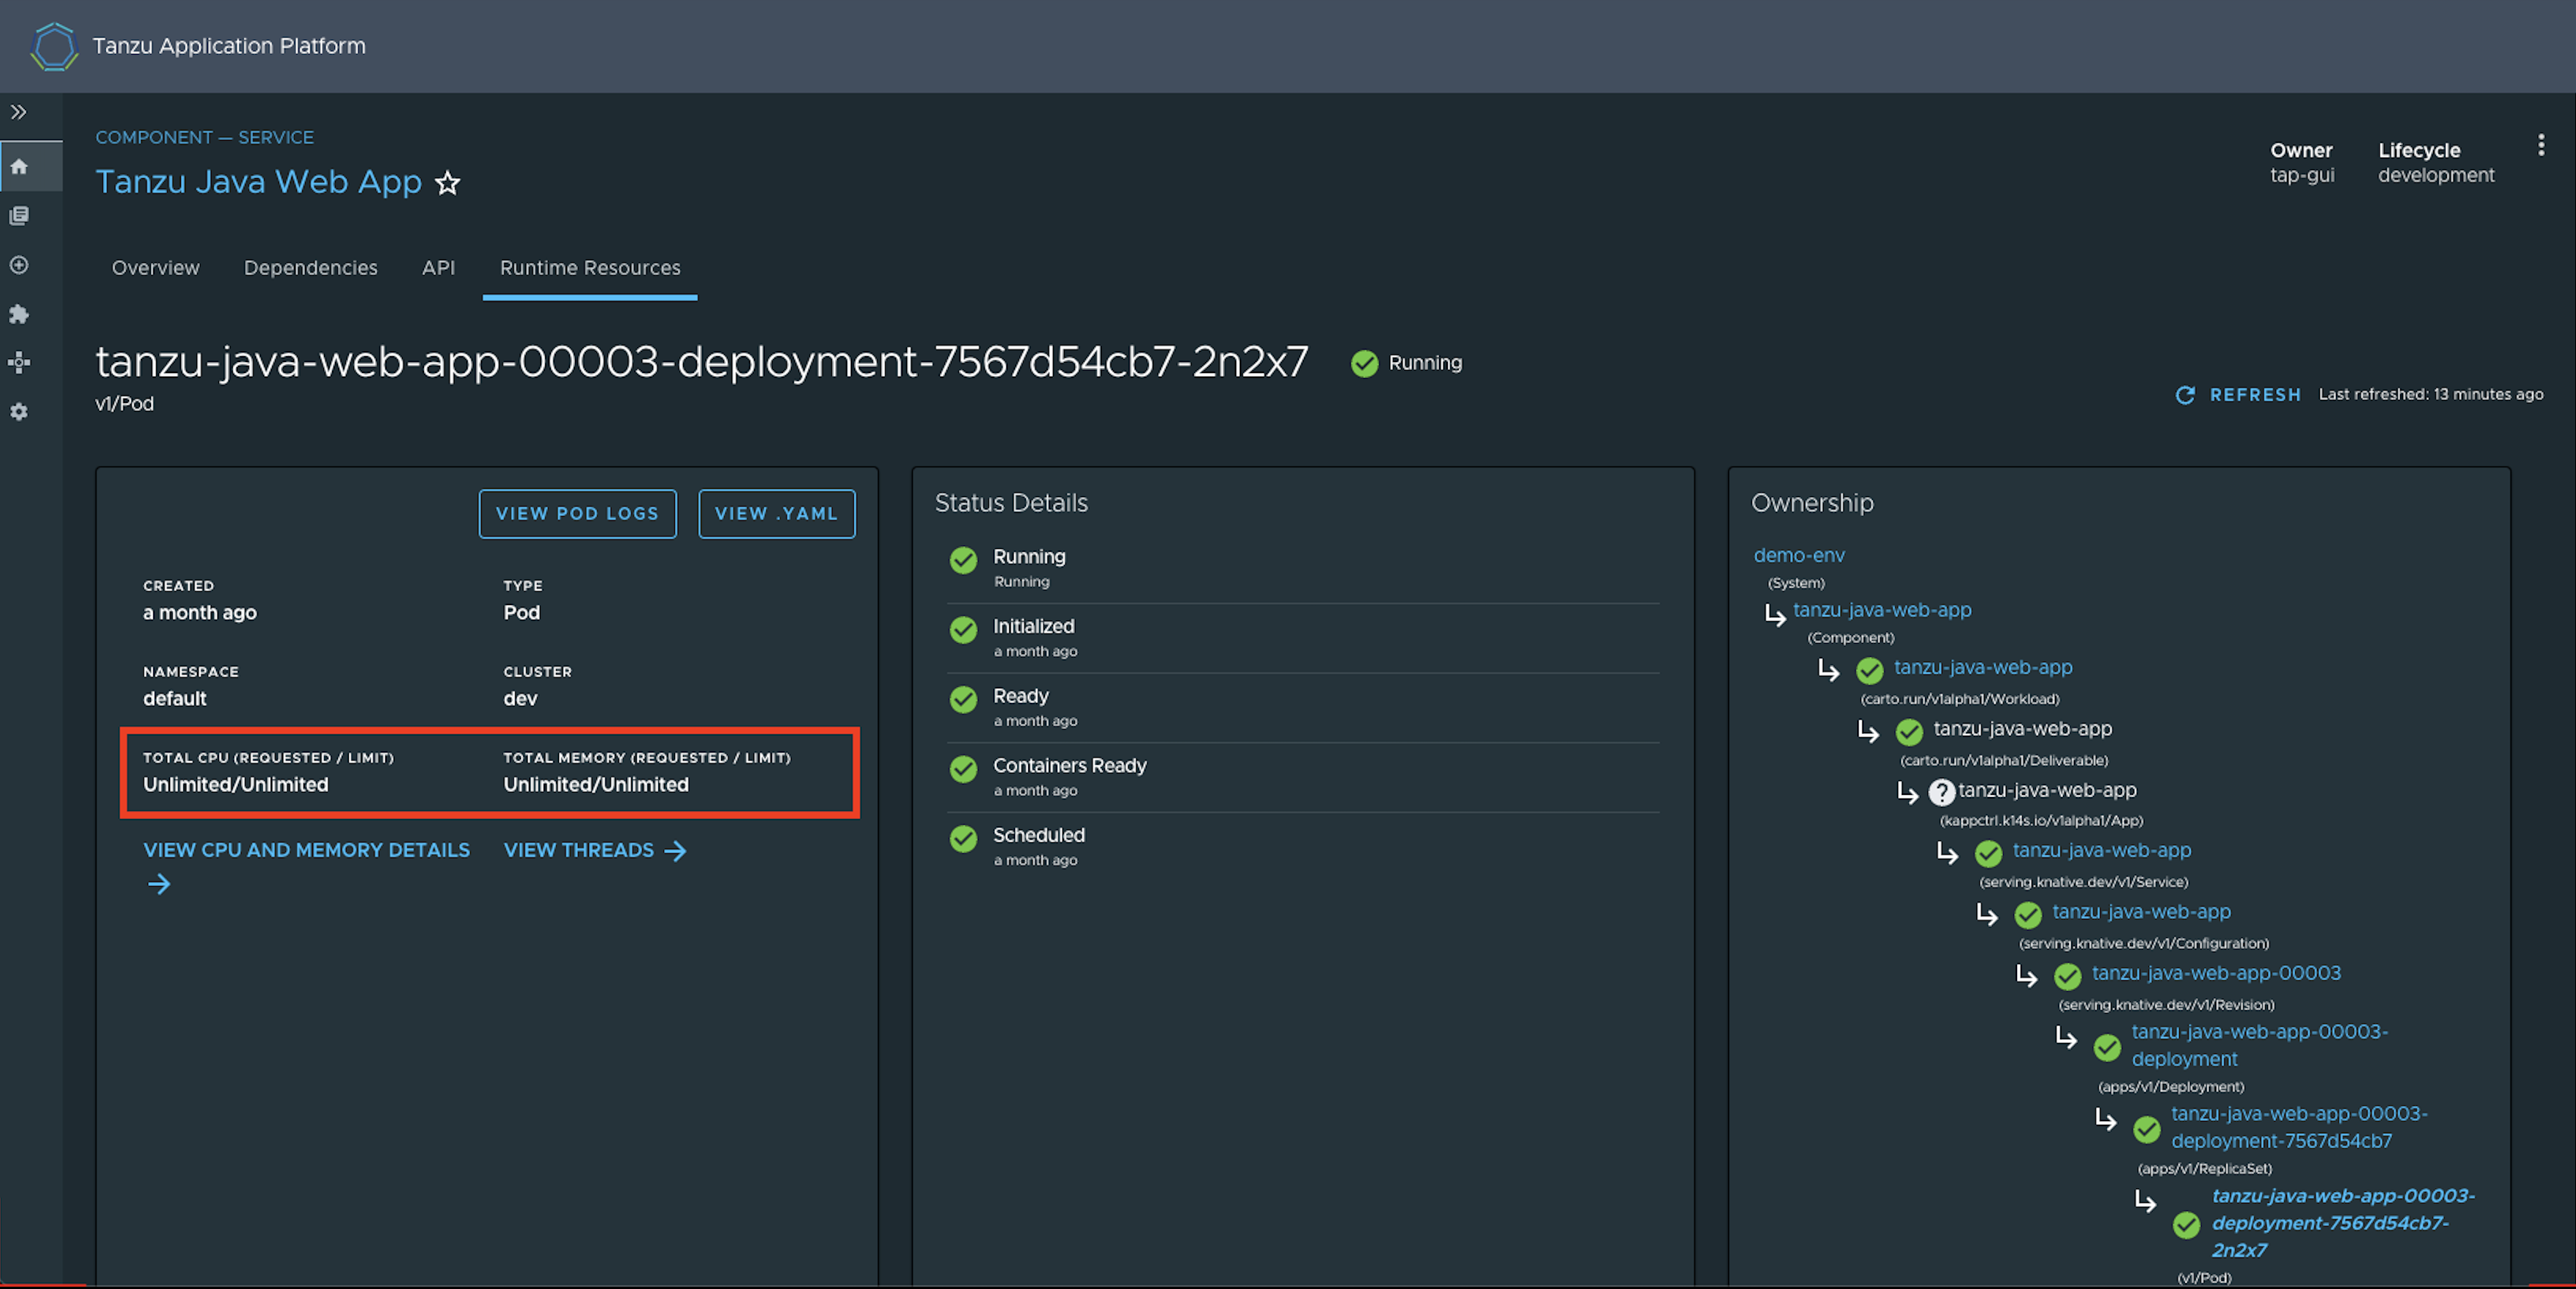 Tanzu Application Platform
COMPONENT — SERVICE
Tanzu Java Web App
Owner
tap-gui
Lifecycle
development
Overview
Dependencies
API
Runtime Resources
tanzu-java-web-app-00003-deployment-7567d54cb7-2n2x7
Running
v1/Pod
REFRESH
Last refreshed: 13 minutes ago
VIEW POD LOGS
VIEW .YAML
CREATED
a month ago
TYPE
Pod
NAMESPACE
default
CLUSTER
dev
TOTAL CPU (REQUESTED / LIMIT)
Unlimited/Unlimited
TOTAL MEMORY (REQUESTED / LIMIT)
Unlimited/Unlimited
VIEW CPU AND MEMORY DETAILS
VIEW THREADS
Status Details
Running
Running
Initialized
a month ago
Ready
a month ago
Containers Ready
a month ago
Scheduled
a month ago
Ownership
demo-env
(System)
tanzu-java-web-app
(Component)
tanzu-java-web-app
(carto.run/v1alpha1/Workload)
tanzu-java-web-app
(carto.run/v1alpha1/Deliverable)
tanzu-java-web-app
(kappctrl.k14s.io/v1alpha1/App)
tanzu-java-web-app
(serving.knative.dev/v1/Service)
tanzu-java-web-app
(serving.knative.dev/v1/Configuration)
tanzu-java-web-app-00003
(serving.knative.dev/v1/Revision)
tanzu-java-web-app-00003-
deployment
(apps/v1/Deployment)
tanzu-java-web-app-00003-
deployment-7567d54cb7
(apps/v1/ReplicaSet)
tanzu-java-web-app-00003-
deployment-7567d54cb7-
2n2x7
(v1/Pod)